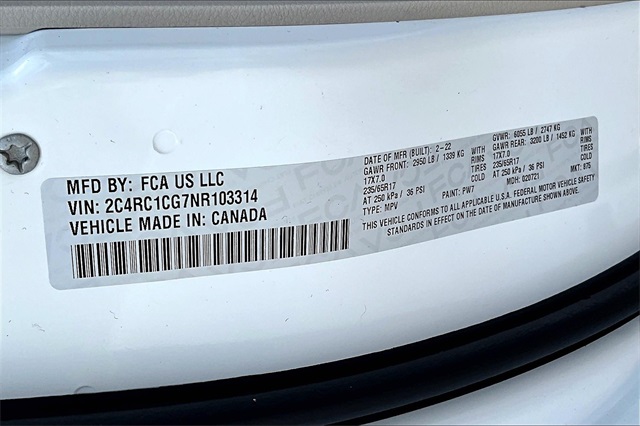 MFD BY: FCA US LLC
VIN: 2C4RC1CG7NR103314
VEHICLE MADE IN: CANADA
DATE OF MFR (BUILT): 2-22 GVWR: 6055 LB / 2747 KG
GAWR FRONT: 2950 LB / 1339 KG WITH GAWR REAR: 3200 LB / 1452 KG WITH
17X7.0 RIMS 17X7.0 RIMS
235/65R17 TIRES 235/65R17 TIRES
AT 250 kPa / 36 PSI COLD AT 250 kPa / 36 PSI COLD
TYPE: MPV PAINT: PW7 MDH: 020721 MKT: 875
THIS VEHICLE CONFORMS TO ALL APPLICABLE U.S.A. FEDERAL MOTOR VEHICLE SAFETY
STANDARDS IN EFFECT ON THE DATE OF MANUFACTURE SHOWN ABOVE.